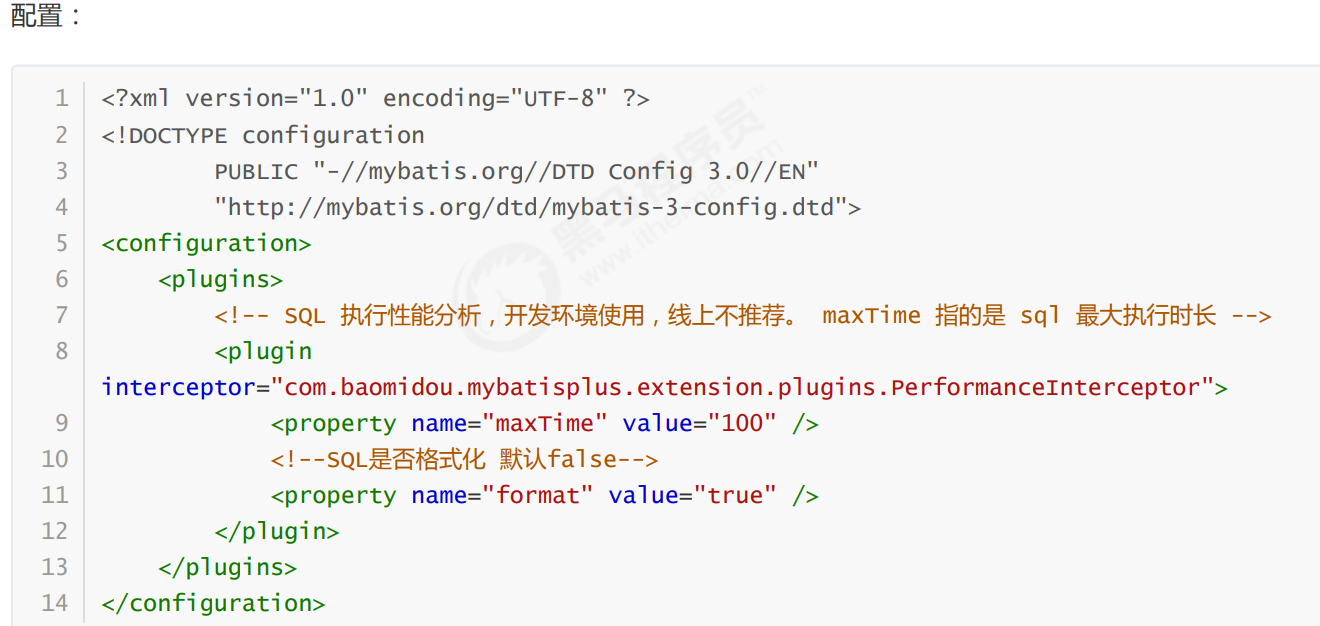 配置：
1 <?xml version="1.0" encoding="UTF-8" ?>
2 <!DOCTYPE configuration
3         PUBLIC "-//mybatis.org//DTD Config 3.0//EN"
4         "http://mybatis.org/dtd/mybatis-3-config.dtd">
5 <configuration>
6     <plugins>
7         <!-- SQL 执行性能分析，开发环境使用，线上不推荐。 maxTime 指的是 sql 最大执行时长 -->
8         <plugin
interceptor="com.baomidou.mybatisplus.extension.plugins.PerformanceInterceptor">
9             <property name="maxTime" value="100" />
10             <!--SQL是否格式化 默认false-->
11             <property name="format" value="true" />
12         </plugin>
13     </plugins>
14 </configuration>
黑马程序员™
www.itheima.com